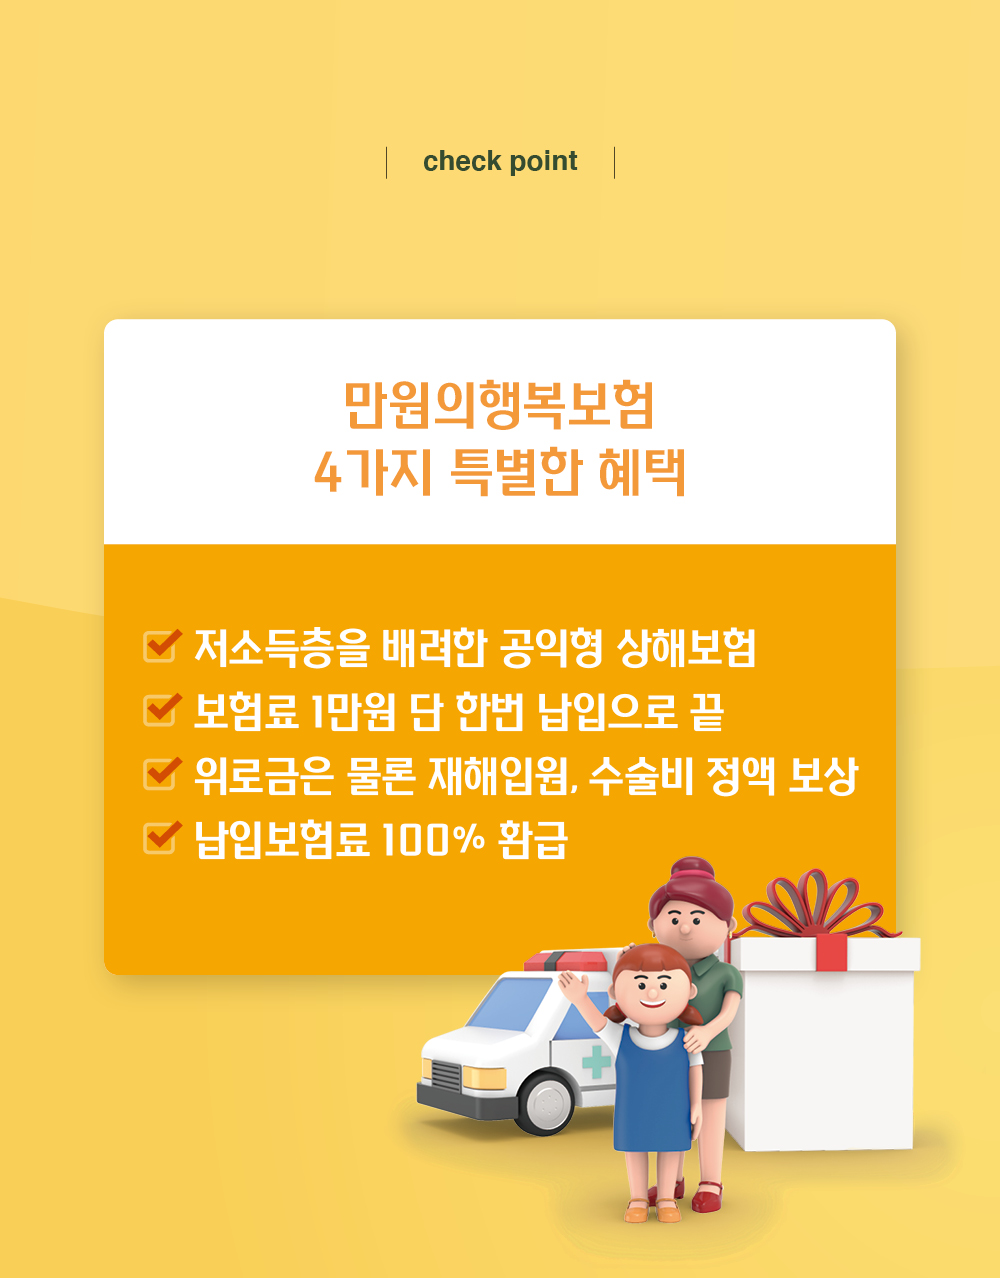 check point
만원의행복보험
4가지 특별한 혜택
저소득층을 배려한 공익형 상해보험
보험료 1만원 단 한번 납입으로 끝
위로금은 물론 재해입원, 수술비 정액 보상
납입보험료 100% 환급